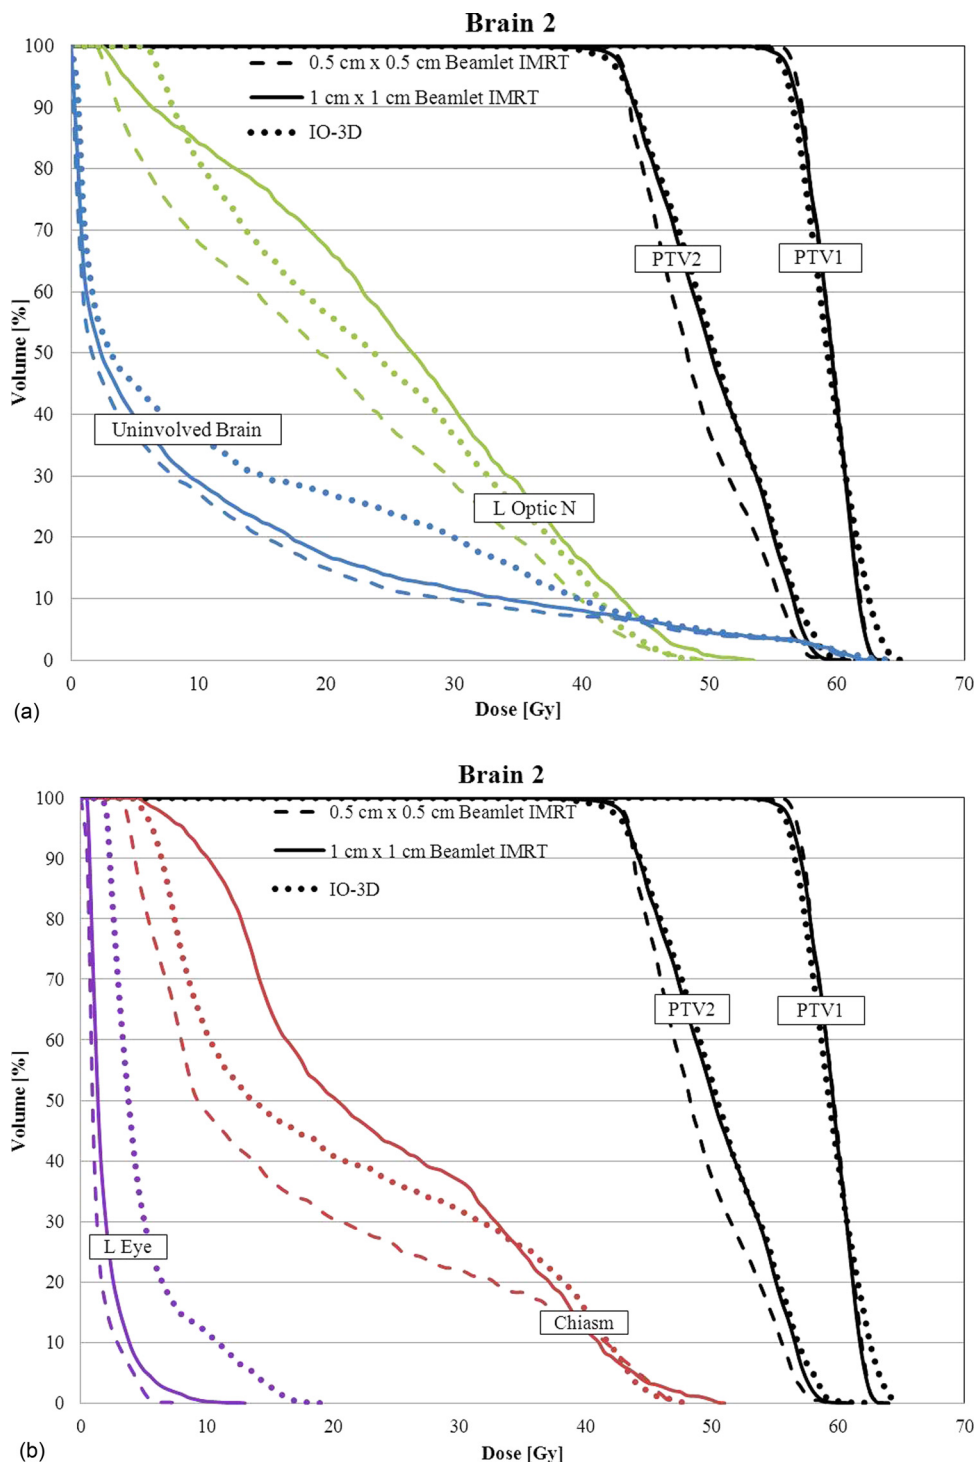 Brain 2
100
90
80
70
60
50
40
30
20
10
0
Volume [%]
0.5 cm x 0.5 cm Beamlet IMRT
1 cm x 1 cm Beamlet IMRT
IO-3D
PTV2
PTV1
Uninvolved Brain
L Optic N
0 10 20 30 40 50 60 70
Dose [Gy]
(a)
Brain 2
100
90
80
70
60
50
40
30
20
10
0
Volume [%]
0.5 cm x 0.5 cm Beamlet IMRT
1 cm x 1 cm Beamlet IMRT
IO-3D
PTV2
PTV1
L Eye
Chiasm
0 10 20 30 40 50 60 70
Dose [Gy]
(b)